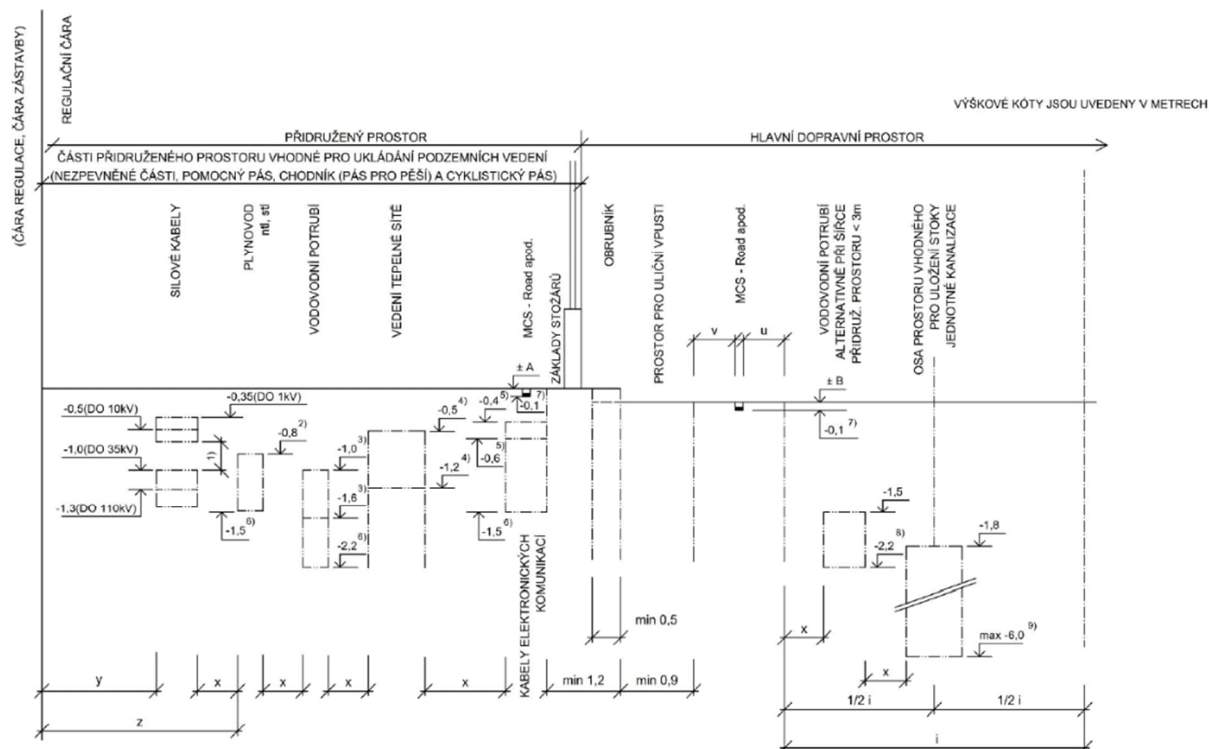 (ČÁRA REGULACE, ČÁRA ZÁSTAVBY)
REGULAČNÍ ČÁRA
VÝŠKOVÉ KÓTY JSOU UVEDENY V METRECH
PŘIDRUŽENÝ PROSTOR
HLAVNÍ DOPRAVNÍ PROSTOR
ČÁSTI PŘIDRUŽENÉHO PROSTORU VHODNÉ PRO UKLÁDÁNÍ PODZEMNÍCH VEDENÍ
(NEZPEVNĚNÉ ČÁSTI, POMOCNÝ PÁS, CHODNÍK (PÁS PRO PĚŠÍ) A CYKLISTICKÝ PÁS)
SILOVÉ KABELY
PLYNOVOD
ntl, stl
VODOVODNÍ POTRUBÍ
VEDENÍ TEPELNÉ SÍTĚ
MCS - Road apod.
ZÁKLADY STOŽÁRŮ
OBRUBNÍK
PROSTOR PRO ULIČNÍ VPUSTI
MCS - Road apod.
VODOVODNÍ POTRUBÍ
ALTERNATIVNĚ PŘI ŠÍŘCE
PŘIDRUŽ. PROSTORU < 3m
OSA PROSTORU VHODNÉHO
PRO ULOŽENÍ STOKY
JEDNOTNÉ KANALIZACE
v
u
± A
± B
-0,35(DO 1kV)
-0,5(DO 10kV)
-1,0(DO 35kV)
-1,3(DO 110kV)
1)
-0,8 2)
-1,5 6)
-1,0 3)
-1,6 3)
-2,2 6)
-0,5 4)
-1,2 4)
-0,4 5)
-0,6 5)
-1,5 6)
-0,1 7)
-0,1 7)
-1,5
-2,2 8)
-1,8
max -6,0 9)
KABELY ELEKTRONICKÝCH
KOMUNIKACÍ
min 0,5
y
x
x
x
x
min 1,2
min 0,9
x
x
z
1/2 i
1/2 i
i